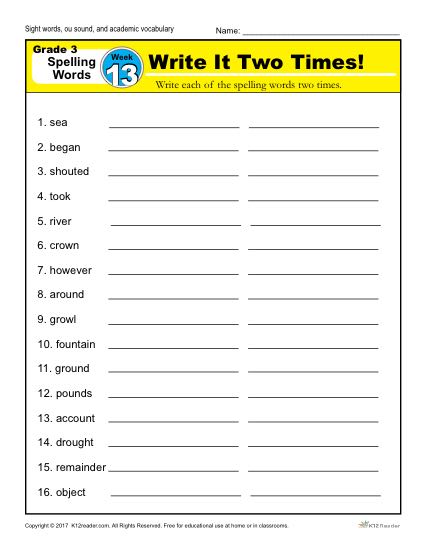 Sight words, ou sound, and academic vocabulary
Name: ______________________________
Grade 3
Spelling
Words
Week
13
Write It Two Times!
Write each of the spelling words two times.
1. sea
2. began
3. shouted
4. took
5. river
6. crown
7. however
8. around
9. growl
10. fountain
11. ground
12. pounds
13. account
14. drought
15. remainder
16. object
Copyright © 2017 K12reader.com. All Rights Reserved. Free for educational use at home or in classrooms.
K12Reader